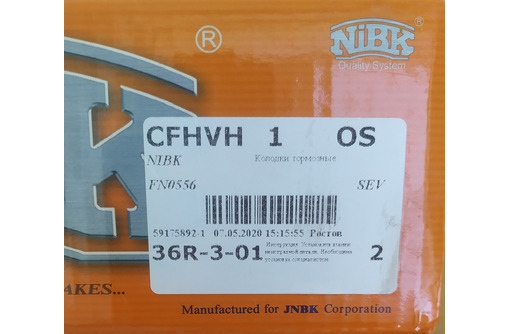 ®
NiBK ®
Quality System
CFHVH 1 OS
NIBK Колодки тормозные
FN0556 SEV
59175892-1 07.05.2020 15:15:55 Ростов
36R-3-01 2
AKES...
Manufactured for JNBK Corporation